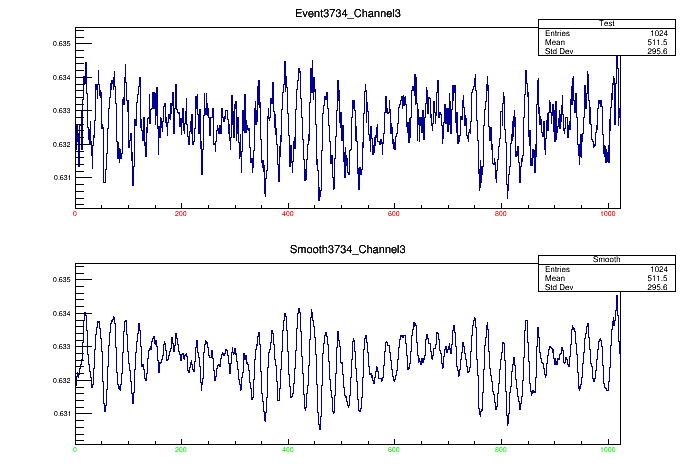 Event3734_Channel3
Test
Entries 1024
Mean 511.5
Std Dev 295.6
0.635
0.634
0.633
0.632
0.631
0 200 400 600 800 1000
Smooth3734_Channel3
Smooth
Entries 1024
Mean 511.5
Std Dev 295.6
0.635
0.634
0.633
0.632
0.631
0 200 400 600 800 1000